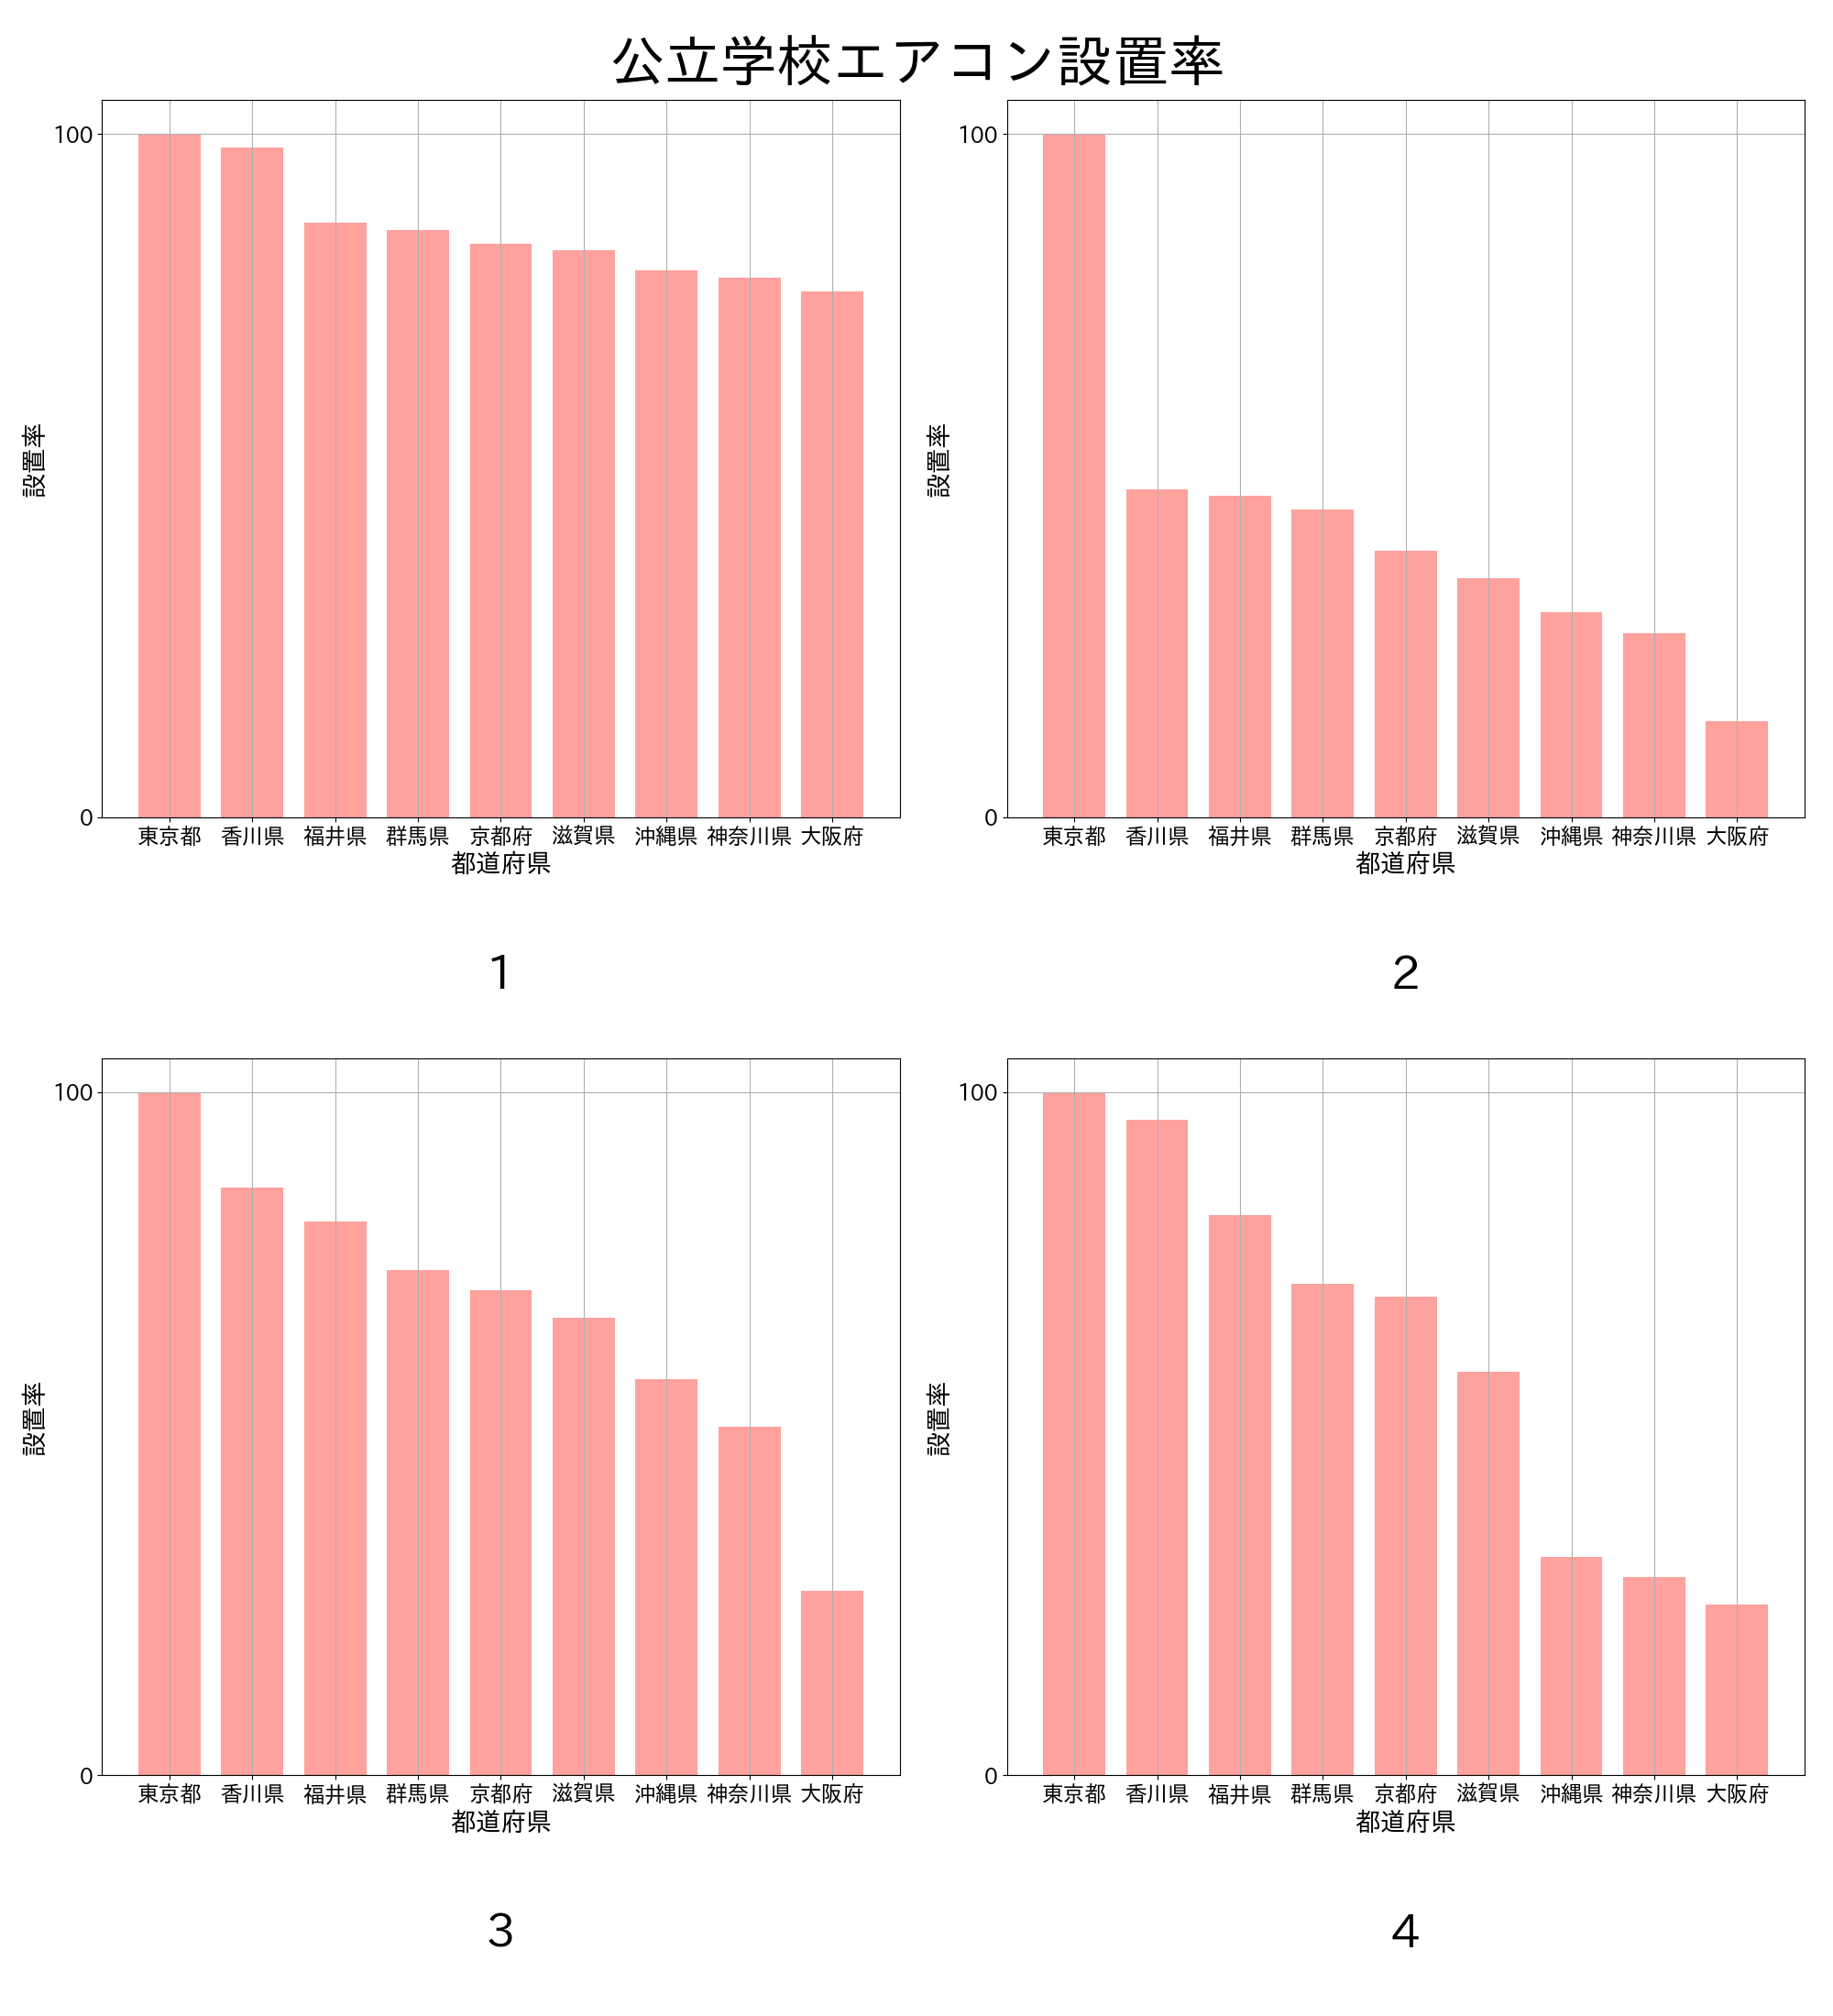 公立学校エアコン設置率
100
0
設置率
東京都 香川県 福井県 群馬県 京都府 滋賀県 沖縄県 神奈川県 大阪府
都道府県
1
100
0
設置率
東京都 香川県 福井県 群馬県 京都府 滋賀県 沖縄県 神奈川県 大阪府
都道府県
2
100
0
設置率
東京都 香川県 福井県 群馬県 京都府 滋賀県 沖縄県 神奈川県 大阪府
都道府県
3
100
0
設置率
東京都 香川県 福井県 群馬県 京都府 滋賀県 沖縄県 神奈川県 大阪府
都道府県
4